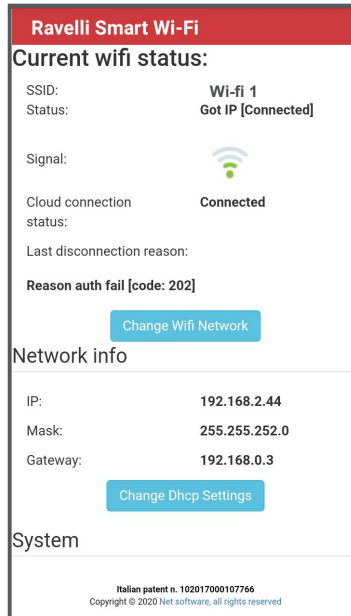 Ravelli Smart Wi-Fi
Current wifi status:
SSID: Wi-fi 1
Status: Got IP [Connected]
Signal:
Cloud connection Connected
status:
Last disconnection reason:
Reason auth fail [code: 202]
Change Wifi Network
Network info
IP: 192.168.2.44
Mask: 255.255.252.0
Gateway: 192.168.0.3
Change Dhcp Settings
System
Italian patent n. 102017000107766
Copyright © 2020 Net software, all rights reserved